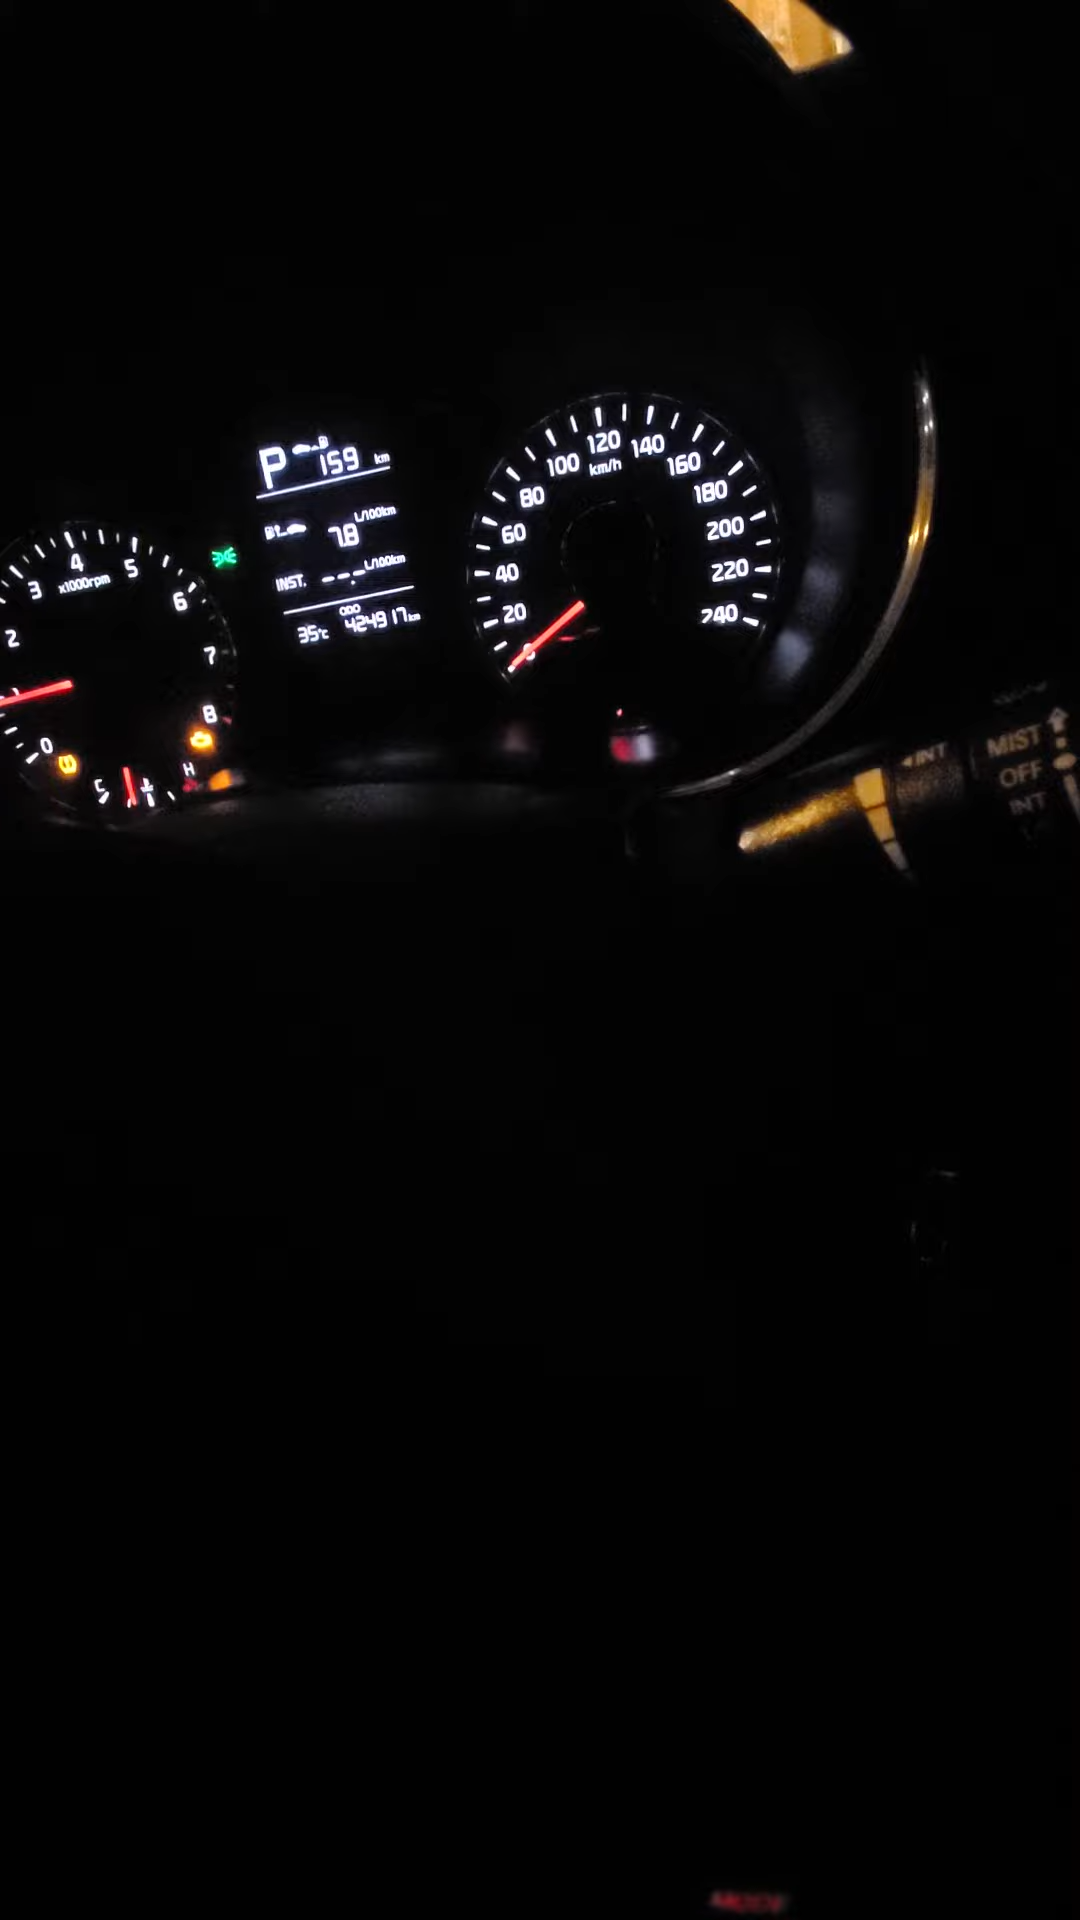 P 159 km
L/100km
7.8
INST. --.- L/100km
ODO
35°C 424917 km
2 3 4 5 6 7 8
x1000rpm
0
C H
0 20 40 60 80 100 120 140 160 180 200 220 240
km/h
INT
MIST
OFF
INT